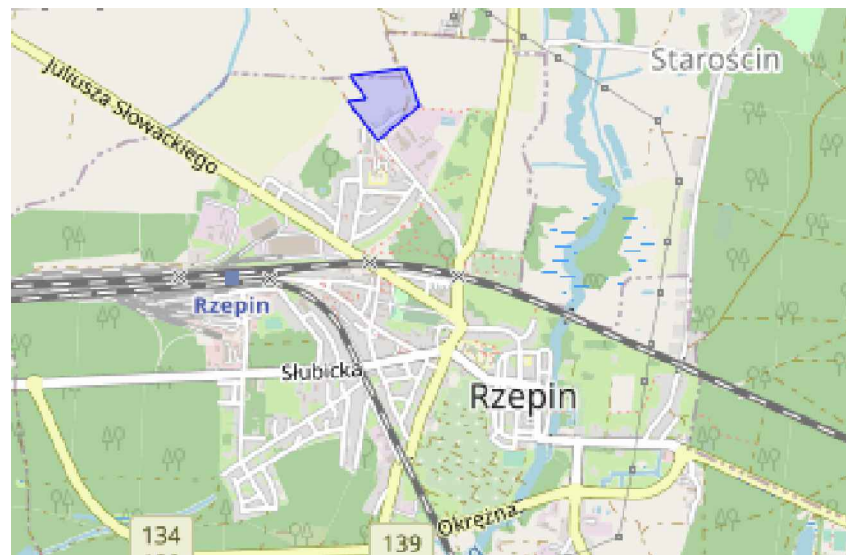 Starościn
Juliusza Słowackiego
Rzepin
Słubicka
Rzepin
Okrężna
134
139